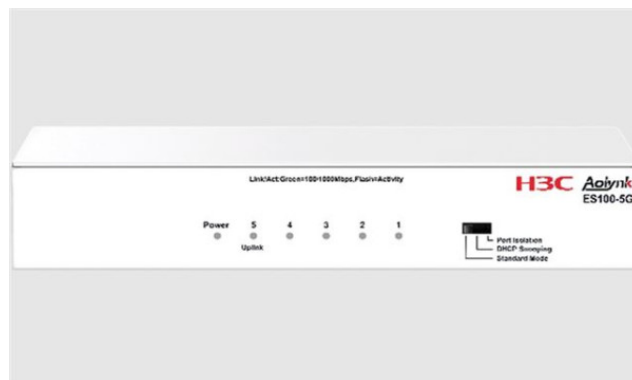 Link/Act:Green=100/1000Mbps,Flash=Activity
H3C Aolynk
ES100-5G
Power 5 4 3 2 1
Uplink
Port Isolation
DHCP Snooping
Standard Mode